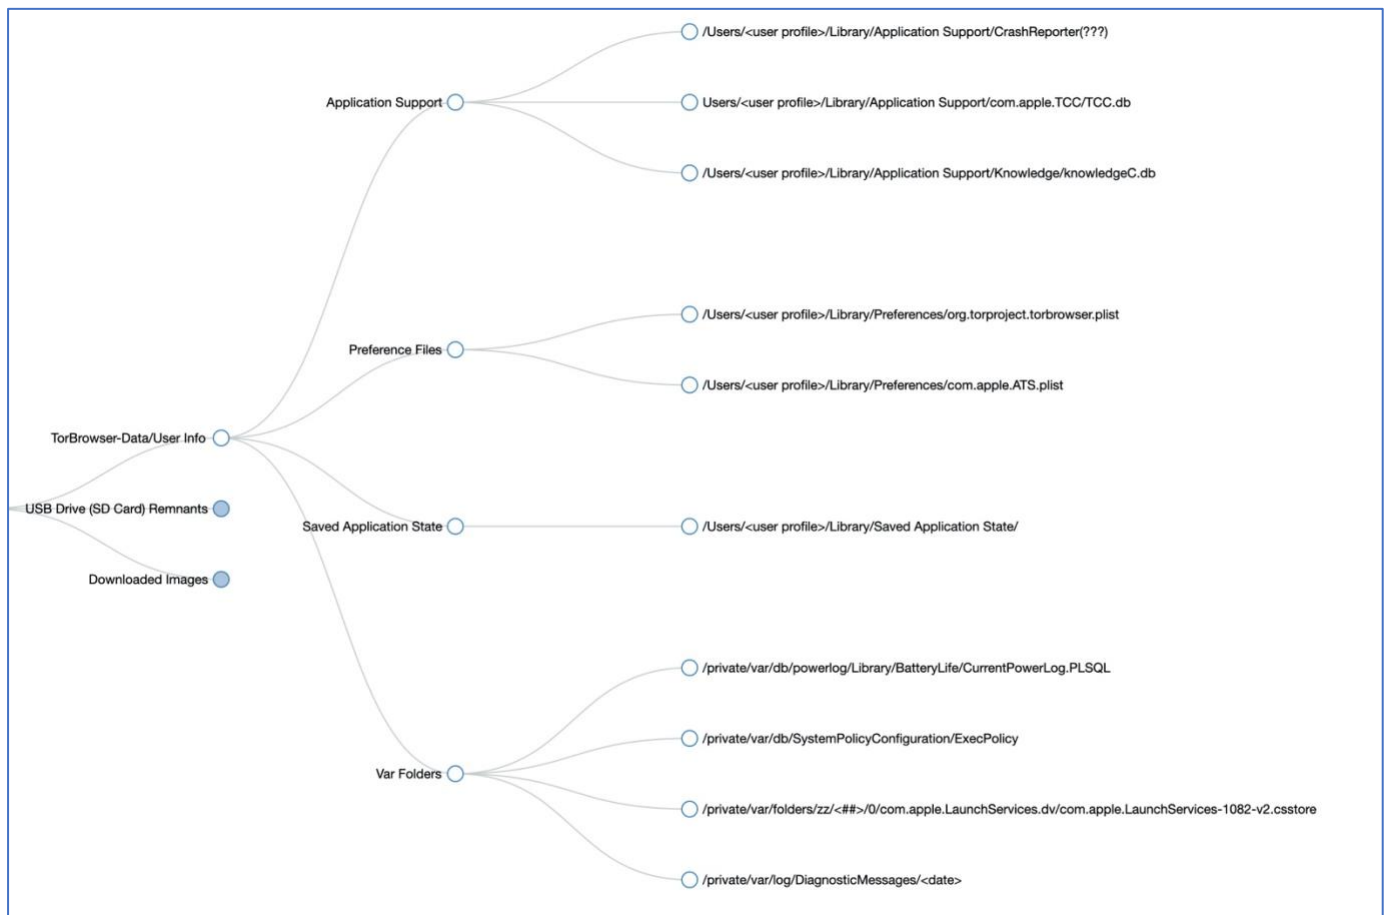 /Users/<user profile>/Library/Application Support/CrashReporter(???)
Application Support
Users/<user profile>/Library/Application Support/com.apple.TCC/TCC.db
/Users/<user profile>/Library/Application Support/Knowledge/knowledgeC.db
/Users/<user profile>/Library/Preferences/org.torproject.torbrowser.plist
Preference Files
/Users/<user profile>/Library/Preferences/com.apple.ATS.plist
TorBrowser-Data/User Info
USB Drive (SD Card) Remnants
Saved Application State
/Users/<user profile>/Library/Saved Application State/
Downloaded Images
/private/var/db/powerlog/Library/BatteryLife/CurrentPowerLog.PLSQL
/private/var/db/SystemPolicyConfiguration/ExecPolicy
Var Folders
/private/var/folders/zz/<##>/0/com.apple.LaunchServices.dv/com.apple.LaunchServices-1082-v2.csstore
/private/var/log/DiagnosticMessages/<date>